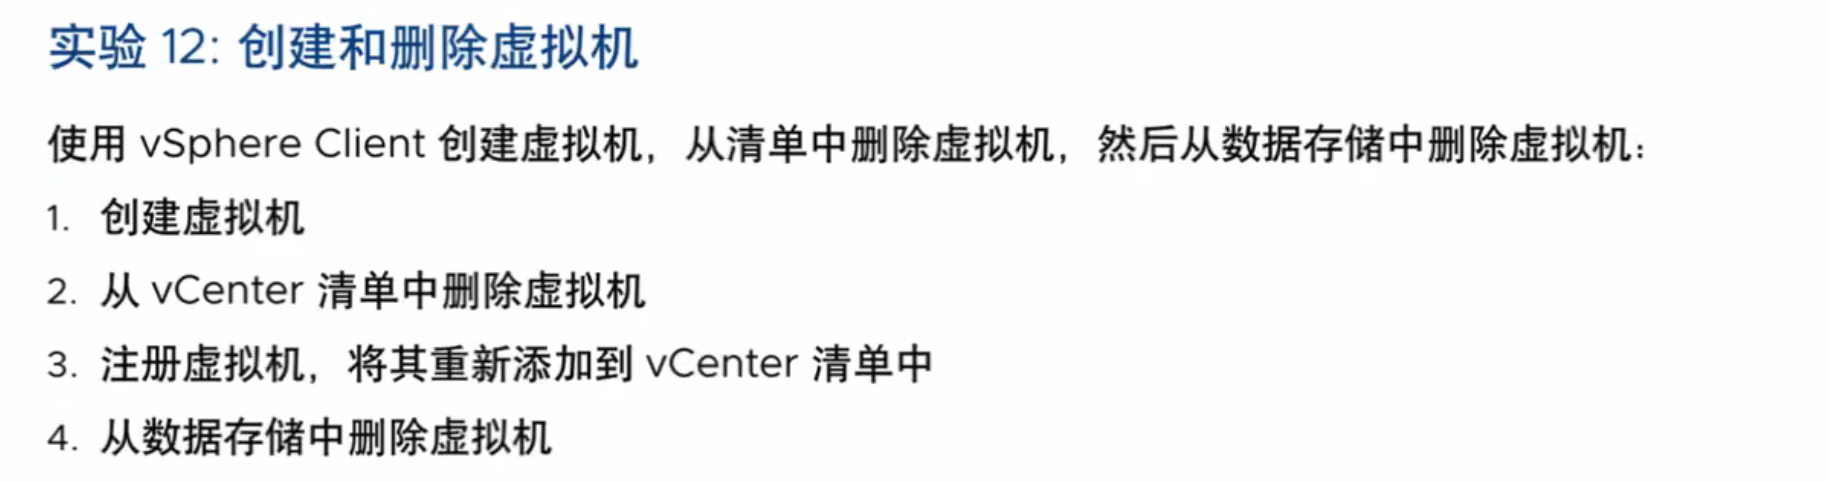 实验 12: 创建和删除虚拟机
使用 vSphere Client 创建虚拟机，从清单中删除虚拟机，然后从数据存储中删除虚拟机：
1. 创建虚拟机
2. 从 vCenter 清单中删除虚拟机
3. 注册虚拟机，将其重新添加到 vCenter 清单中
4. 从数据存储中删除虚拟机